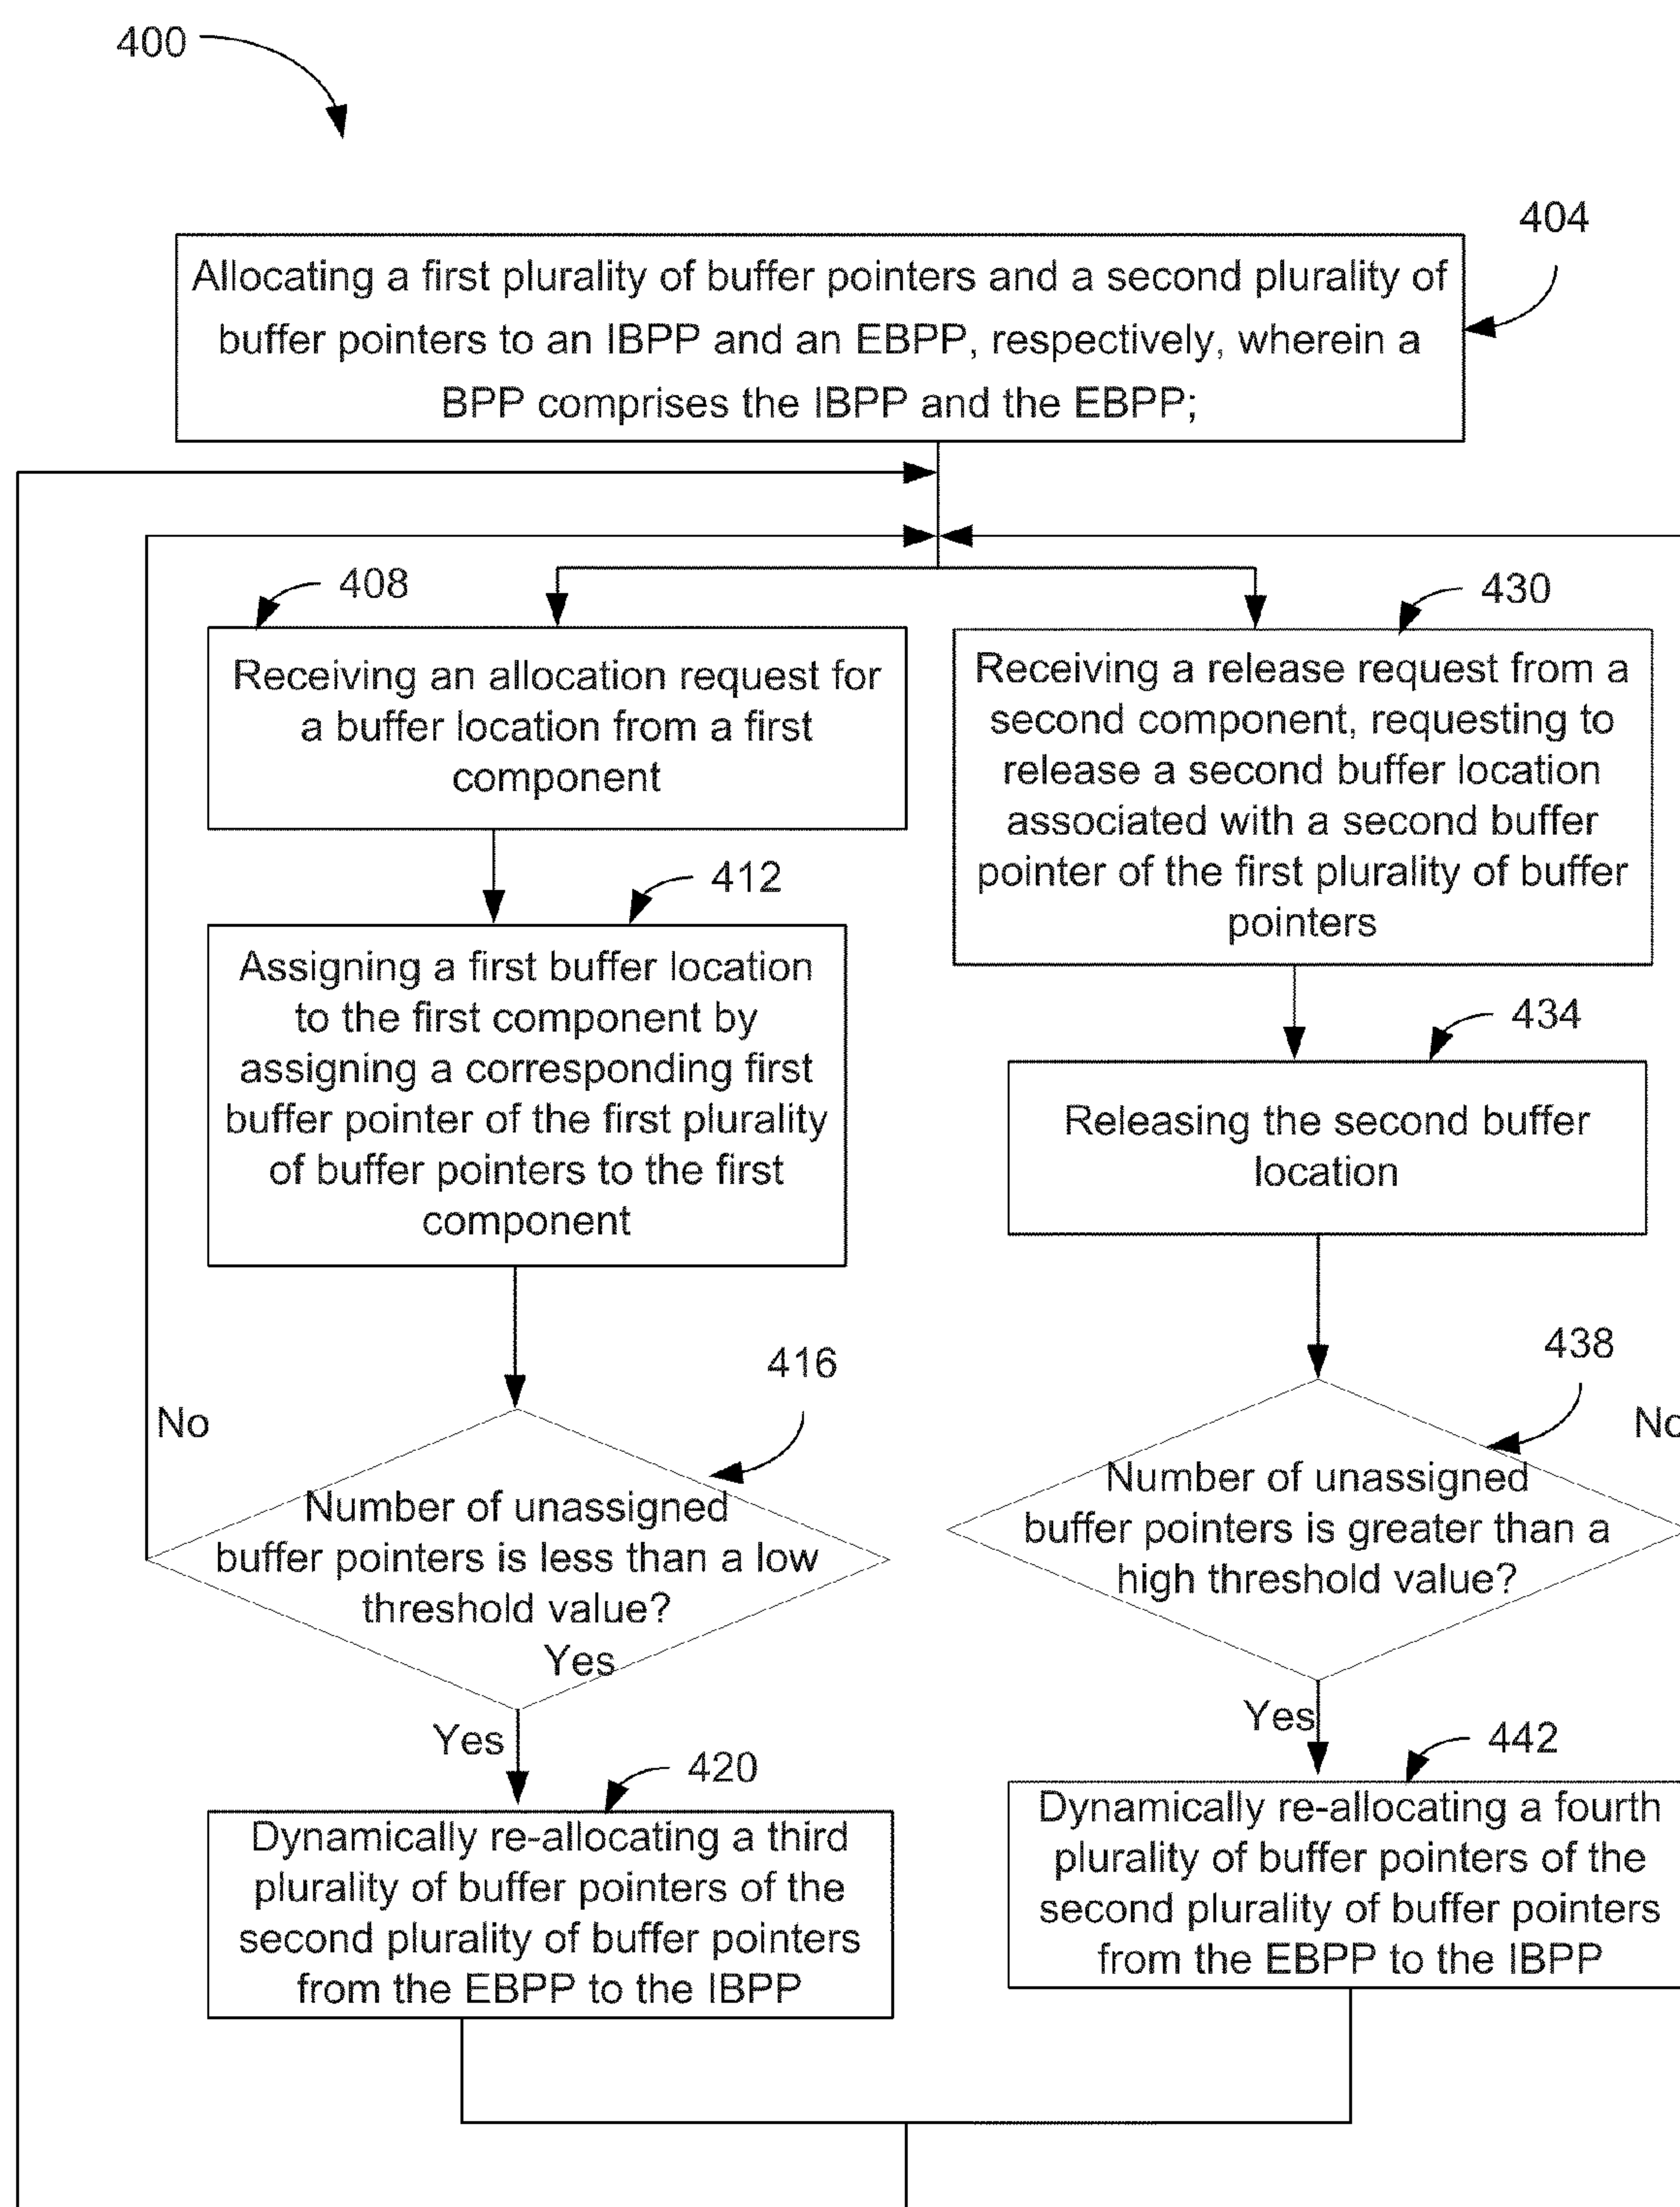 400
404
Allocating a first plurality of buffer pointers and a second plurality of
buffer pointers to an IBPP and an EBPP, respectively, wherein a
BPP comprises the IBPP and the EBPP;
408
Receiving an allocation request for
a buffer location from a first
component
412
Assigning a first buffer location
to the first component by
assigning a corresponding first
buffer pointer of the first plurality
of buffer pointers to the first
component
416
No
Number of unassigned
buffer pointers is less than a low
threshold value?
Yes
Yes
420
Dynamically re-allocating a third
plurality of buffer pointers of the
second plurality of buffer pointers
from the EBPP to the IBPP
430
Receiving a release request from a
second component, requesting to
release a second buffer location
associated with a second buffer
pointer of the first plurality of buffer
pointers
434
Releasing the second buffer
location
438
No
Number of unassigned
buffer pointers is greater than a
high threshold value?
Yes
442
Dynamically re-allocating a fourth
plurality of buffer pointers of the
second plurality of buffer pointers
from the EBPP to the IBPP